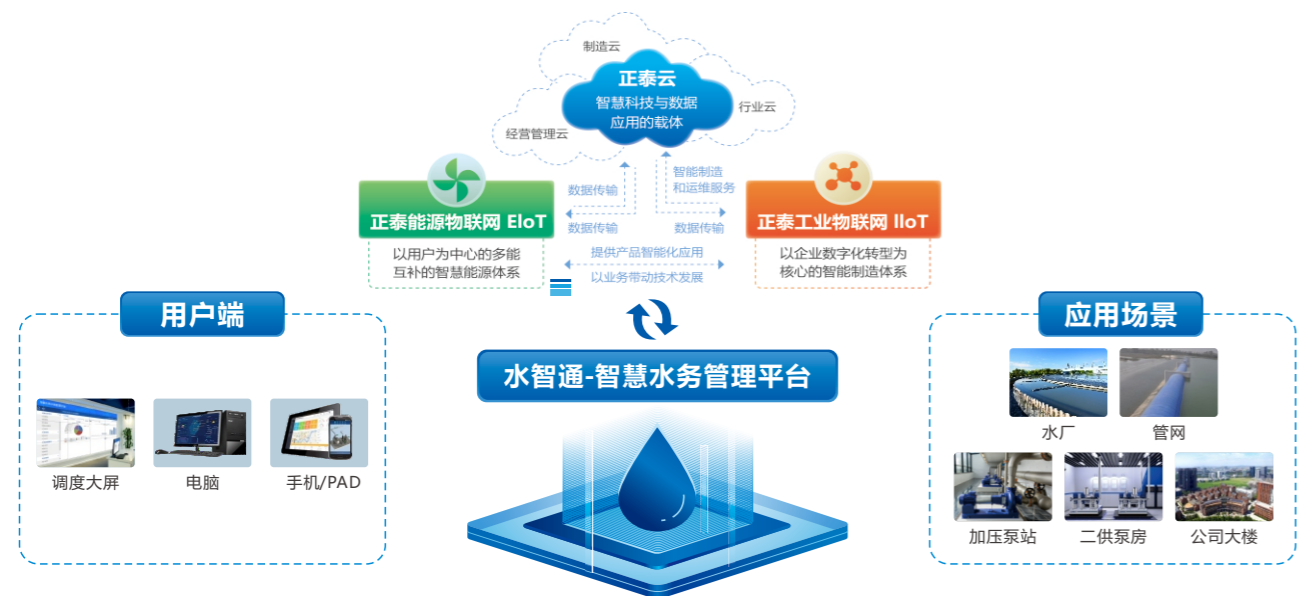 制造云
正泰云
智慧科技与数据
应用的载体
行业云
经营管理云
数据传输
数据传输
智能制造
和运维服务
数据传输
正泰能源物联网 EIoT
以用户为中心的多能
互补的智慧能源体系
提供产品智能化应用
以业务带动技术发展
正泰工业物联网 IIoT
以企业数字化转型为
核心的智能制造体系
用户端
调度大屏
电脑
手机/PAD
水智通-智慧水务管理平台
应用场景
水厂
管网
加压泵站
二供泵房
公司大楼